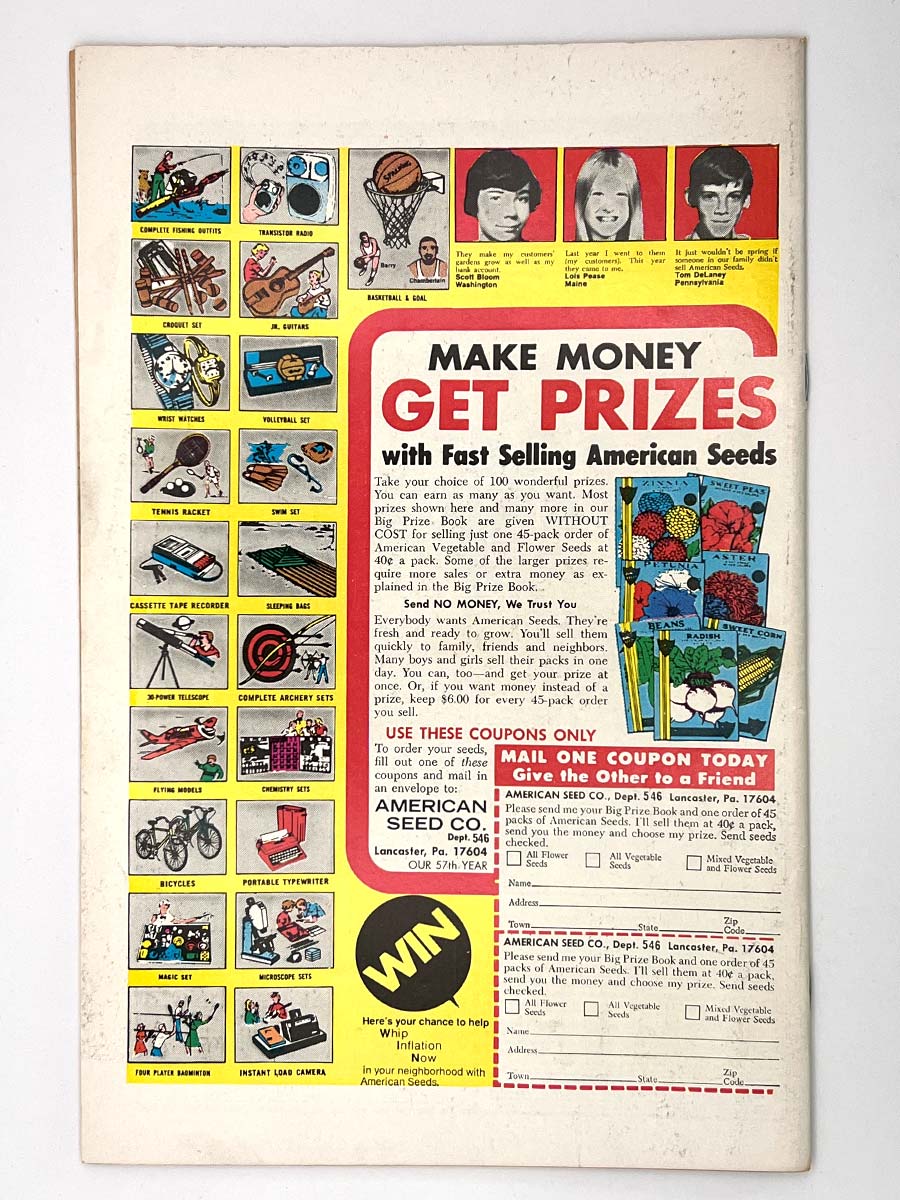 COMPLETE FISHING OUTFITS
TRANSISTOR RADIO
CROQUET SET
JR. GUITARS
WRIST WATCHES
VOLLEYBALL SET
TENNIS RACKET
SWIM SET
CASSETTE TAPE RECORDER
SLEEPING BAGS
30-POWER TELESCOPE
COMPLETE ARCHERY SETS
FLYING MODELS
CHEMISTRY SETS
BICYCLES
PORTABLE TYPEWRITER
MAGIC SET
MICROSCOPE SETS
FOUR PLAYER BADMINTON
INSTANT LOAD CAMERA
SPALDING
Barry
Chamberlain
BASKETBALL & GOAL
They make my customers'
gardens grow as well as my
bank account.
Scott Bloom
Washington
Last year I went to them
(my customers). This year
they came to me.
Lois Pease
Maine
It just wouldn't be spring if
someone in our family didn't
sell American Seeds.
Tom DeLaney
Pennsylvania
MAKE MONEY
GET PRIZES
with Fast Selling American Seeds
Take your choice of 100 wonderful prizes.
You can earn as many as you want. Most
prizes shown here and many more in our
Big Prize Book are given WITHOUT
COST for selling just one 45-pack order of
American Vegetable and Flower Seeds at
40¢ a pack. Some of the larger prizes re-
quire more sales or extra money as ex-
plained in the Big Prize Book.
Send NO MONEY, We Trust You
Everybody wants American Seeds. They're
fresh and ready to grow. You'll sell them
quickly to family, friends and neighbors.
Many boys and girls sell their packs in one
day. You can, too—and get your prize at
once. Or, if you want money instead of a
prize, keep $6.00 for every 45-pack order
you sell.
ZINNIA
SWEET PEAS
PETUNIA
ASTER
BEANS
RADISH
SWEET CORN
USE THESE COUPONS ONLY
To order your seeds,
fill out one of these
coupons and mail in
an envelope to:
AMERICAN
SEED CO.
Dept. 546
Lancaster, Pa. 17604
OUR 57th YEAR
MAIL ONE COUPON TODAY
Give the Other to a Friend
AMERICAN SEED CO., Dept. 546 Lancaster, Pa. 17604
Please send me your Big Prize Book and one order of 45
packs of American Seeds. I'll sell them at 40¢ a pack,
send you the money and choose my prize. Send seeds
checked.
All Flower Seeds All Vegetable Seeds Mixed Vegetable and Flower Seeds
Name
Address
Town State Zip Code
AMERICAN SEED CO., Dept. 546 Lancaster, Pa. 17604
Please send me your Big Prize Book and one order of 45
packs of American Seeds. I'll sell them at 40¢ a pack,
send you the money and choose my prize. Send seeds
checked.
All Flower Seeds All Vegetable Seeds Mixed Vegetable and Flower Seeds
Name
Address
Town State Zip Code
WIN
Here's your chance to help
Whip
Inflation
Now
in your neighborhood with
American Seeds.